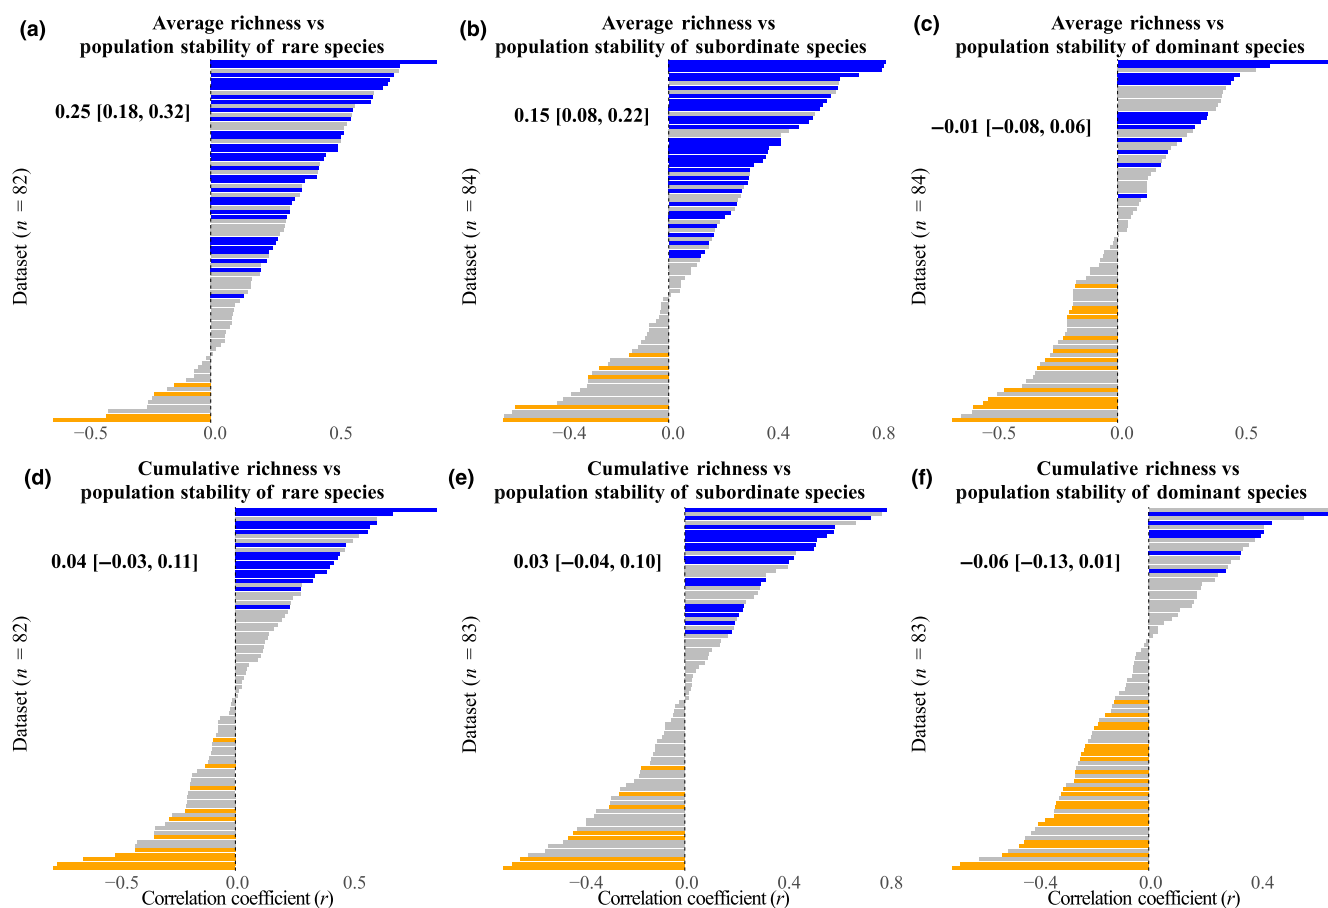 (a)
Average richness vs
population stability of rare species
0.25 [0.18, 0.32]
Dataset (n = 82)
−0.5
0.0
0.5
(b)
Average richness vs
population stability of subordinate species
0.15 [0.08, 0.22]
Dataset (n = 84)
−0.4
0.0
0.4
0.8
(c)
Average richness vs
population stability of dominant species
−0.01 [−0.08, 0.06]
Dataset (n = 84)
−0.5
0.0
0.5
(d)
Cumulative richness vs
population stability of rare species
0.04 [−0.03, 0.11]
Dataset (n = 82)
−0.5
0.0
0.5
Correlation coefficient (r)
(e)
Cumulative richness vs
population stability of subordinate species
0.03 [−0.04, 0.10]
Dataset (n = 83)
−0.4
0.0
0.4
0.8
Correlation coefficient (r)
(f)
Cumulative richness vs
population stability of dominant species
−0.06 [−0.13, 0.01]
Dataset (n = 83)
−0.4
0.0
0.4
Correlation coefficient (r)